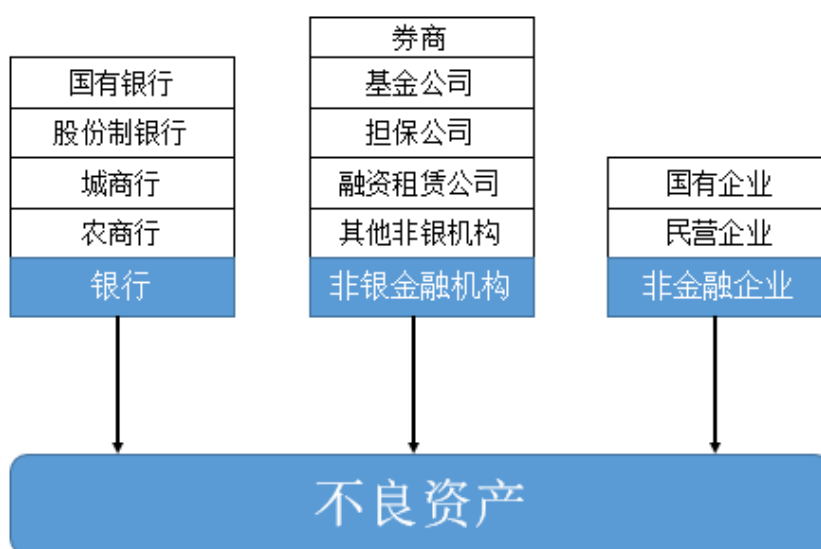 国有银行
股份制银行
城商行
农商行
银行
券商
基金公司
担保公司
融资租赁公司
其他非银机构
非银金融机构
国有企业
民营企业
非金融企业
不良资产